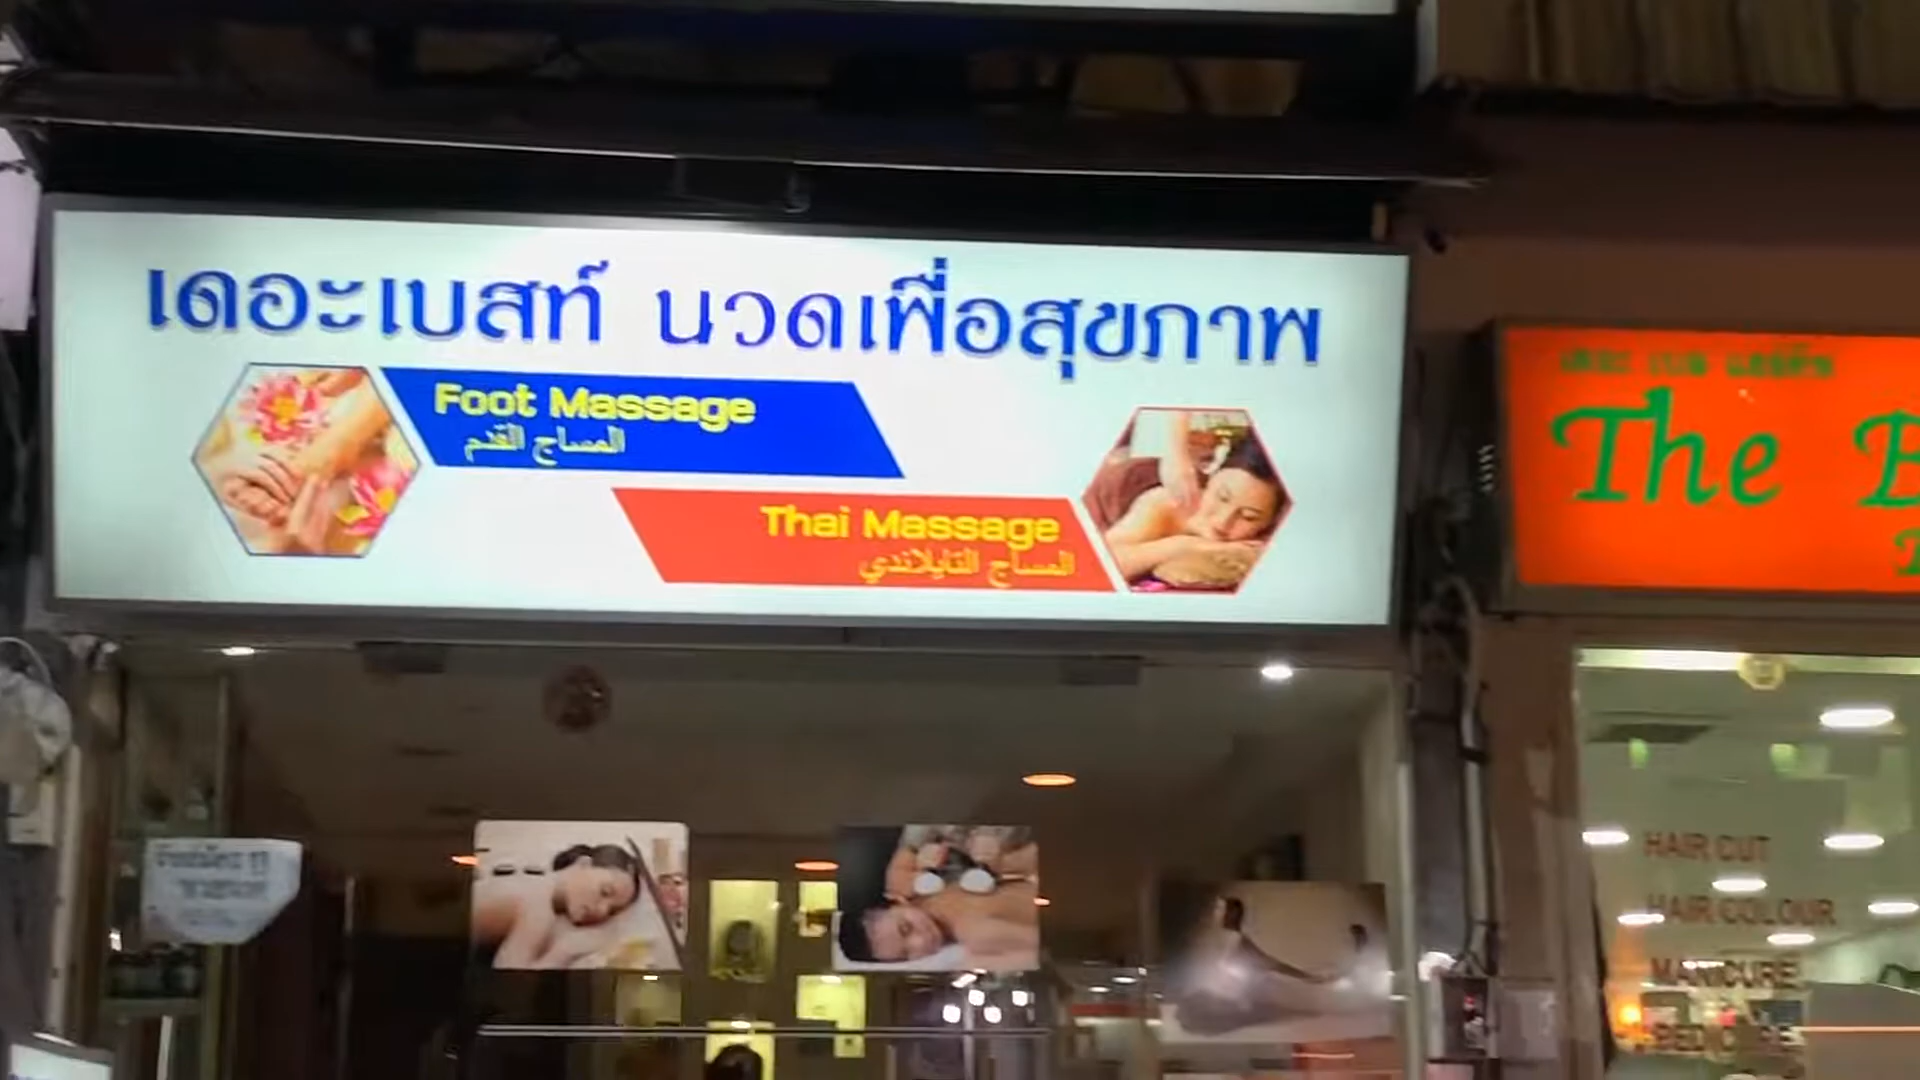 เดอะเบสท์ นวดเพื่อสุขภาพ
Foot Massage
المساج القدم
Thai Massage
المساج التايلاندي
The
HAIR CUT
HAIR COLOUR
MANICURE
PEDICURE